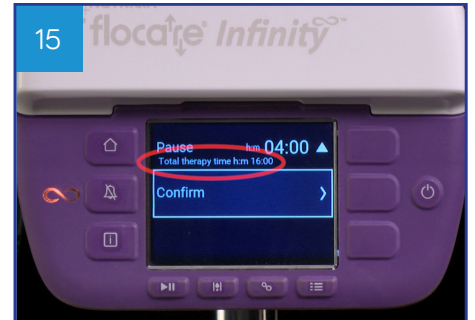 15
flocare Infinity
Pause h:m 04:00
Total therapy time h:m 16:00
Confirm